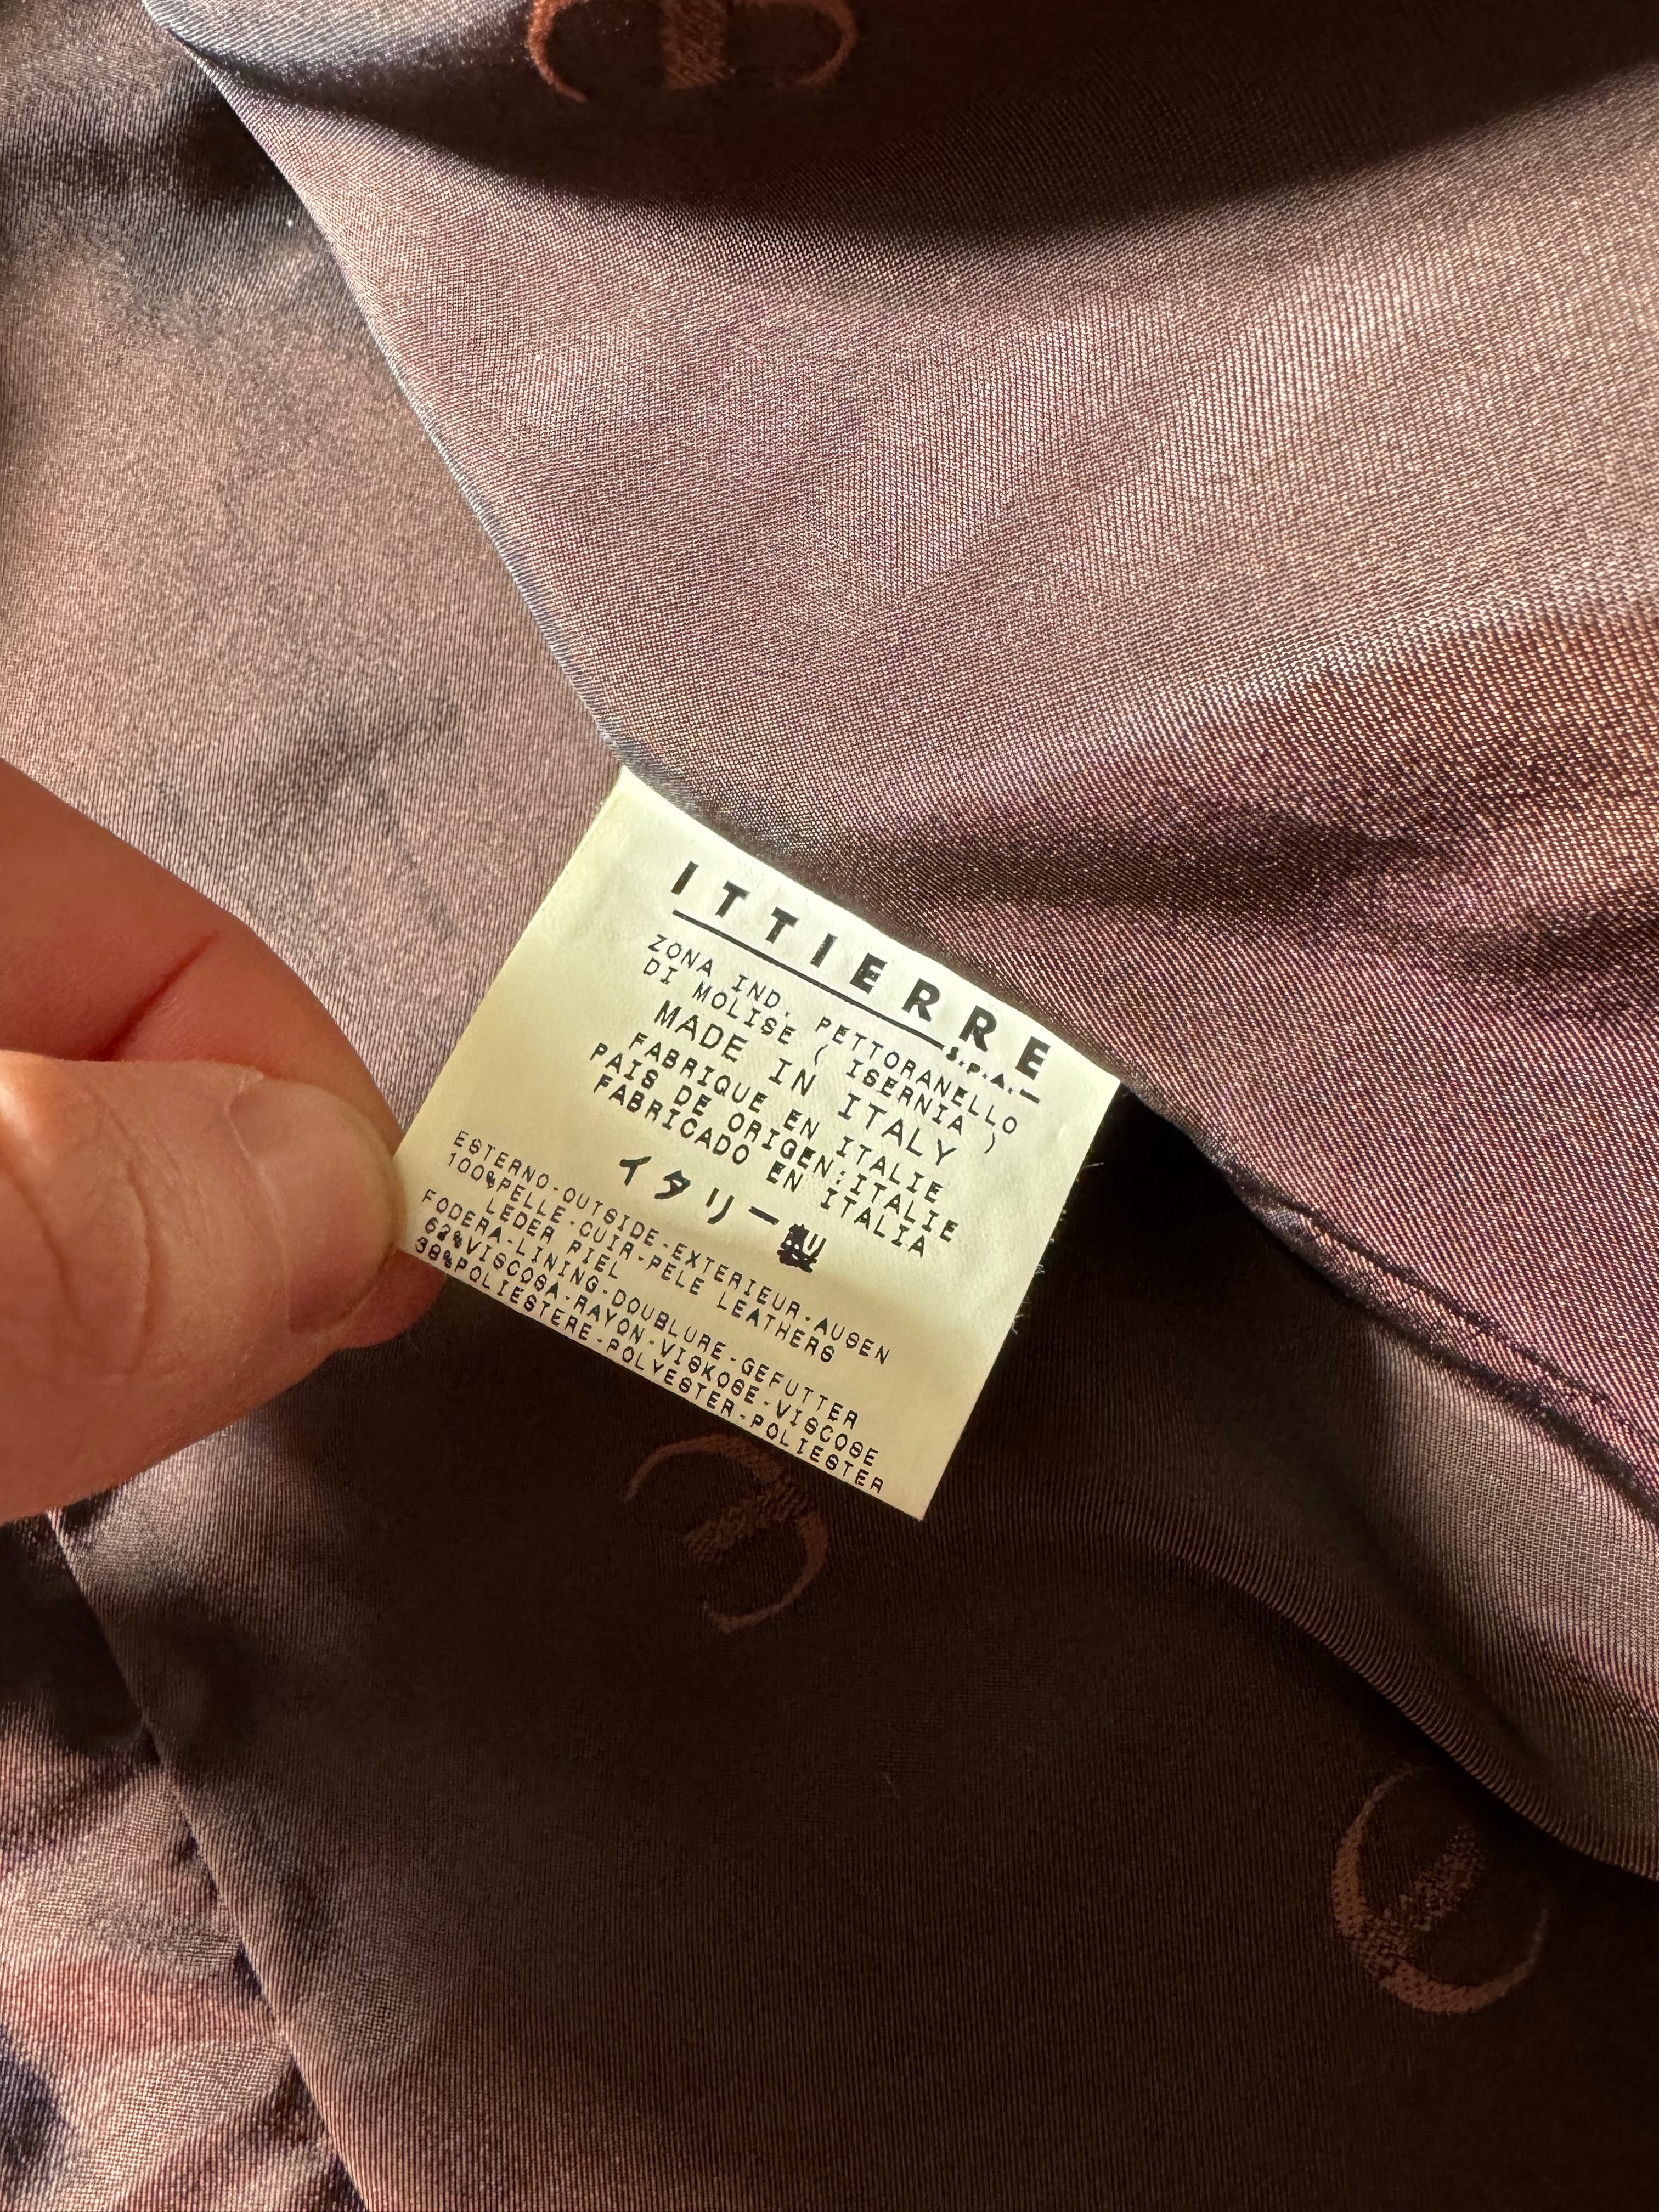 ITTIERRE
S.P.A.
ZONA IND. PETTORANELLO
DI MOLISE ( ISERNIA )
MADE IN ITALY
FABRIQUE EN ITALIE
PAIS DE ORIGEN:ITALIE
FABRICADO EN ITALIA
イタリー製
ESTERNO-OUTSIDE-EXTERIEUR-AUSEN
100%PELLE-CUIR-PELE LEATHERS
LEDER PIEL
FODERA-LINING-DOUBLURE-GEFUTTER
62%VISCOSA-RAYON-VISKOSE-VISCOSE
38%POLIESTERE-POLYESTER-POLIESTER